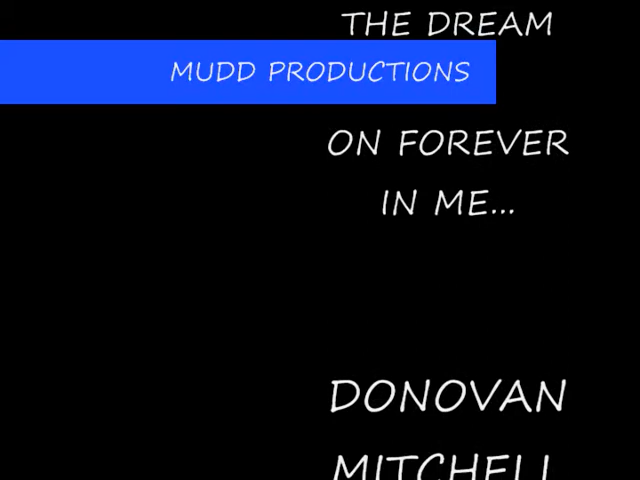 THE DREAM
MUDD PRODUCTIONS
ON FOREVER
IN ME...
DONOVAN
MITCHELL